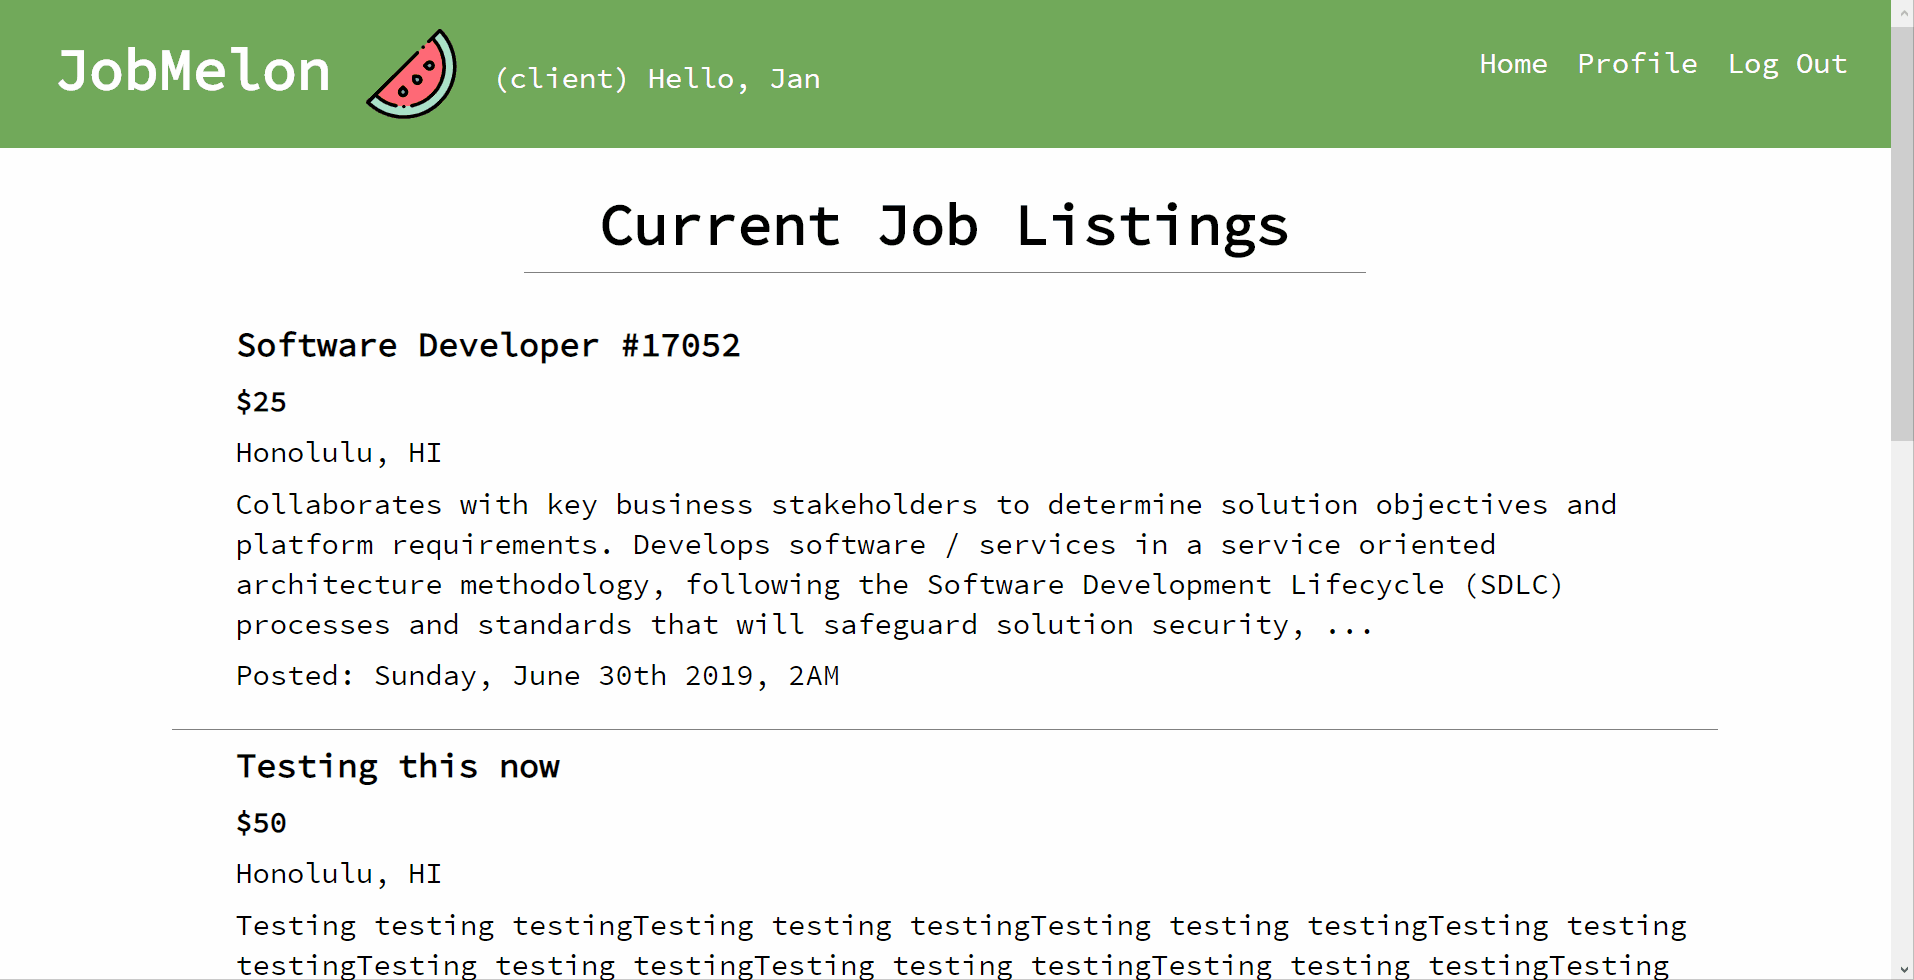 JobMelon
(client) Hello, Jan
Home Profile Log Out
Current Job Listings
Software Developer #17052
$25
Honolulu, HI
Collaborates with key business stakeholders to determine solution objectives and
platform requirements. Develops software / services in a service oriented
architecture methodology, following the Software Development Lifecycle (SDLC)
processes and standards that will safeguard solution security, ...
Posted: Sunday, June 30th 2019, 2AM
Testing this now
$50
Honolulu, HI
Testing testing testingTesting testing testingTesting testing testingTesting testing
testingTesting testing testingTesting testing testingTesting testing testingTesting